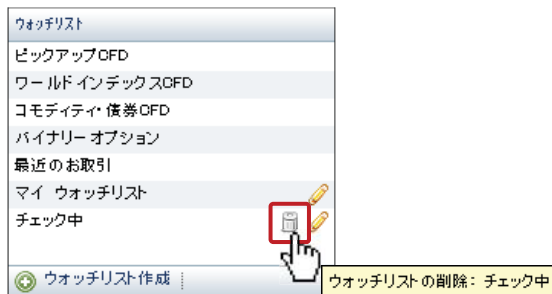 ウォッチリスト
ピックアップCFD
ワールドインデックスCFD
コモディティ・債券CFD
バイナリーオプション
最近のお取引
マイ ウォッチリスト
チェック中
ウォッチリスト作成
ウォッチリストの削除：チェック中